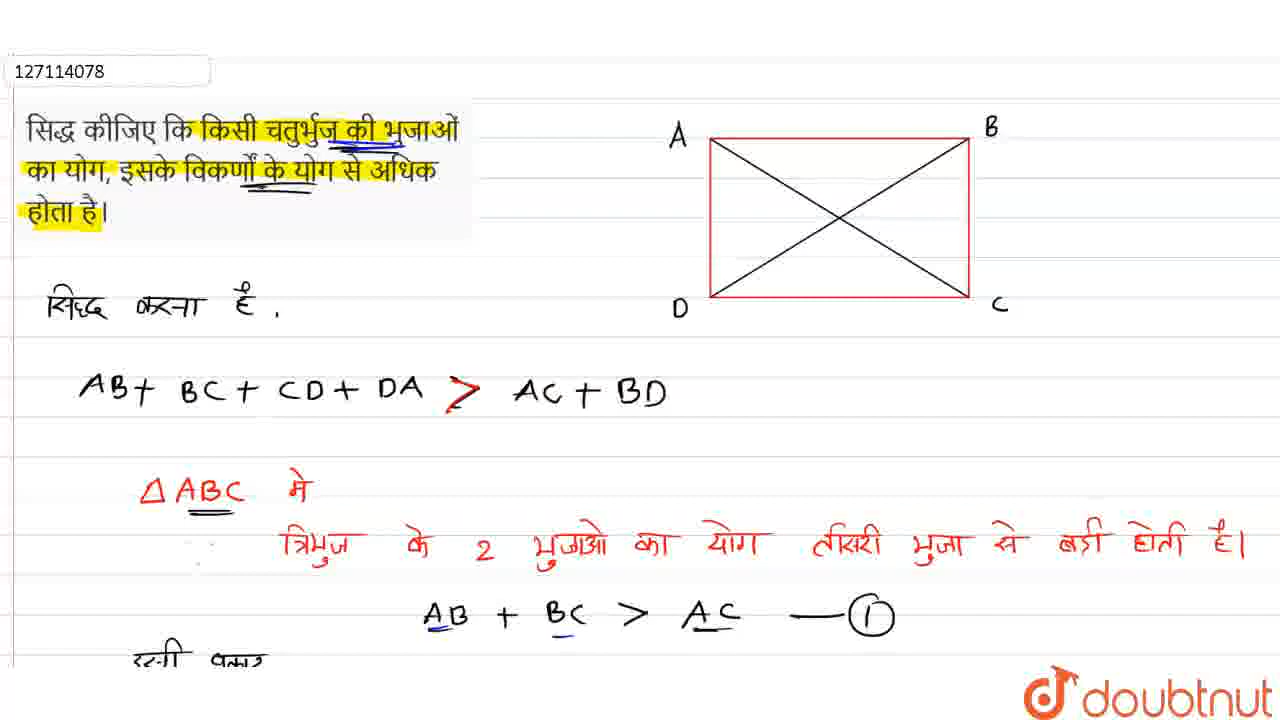 127114078
सिद्ध कीजिए कि किसी चतुर्भुज की भुजाओं
का योग, इसके विकर्णों के योग से अधिक
होता है।
A
B
D
C
सिद्ध करना है.
AB + BC + CD + DA > AC + BD
Δ ABC मे
त्रिभुज के 2 भुजाओ का योग तीसरी भुजा से बड़ी होती है।
AB + BC > AC — 1
doubtnut